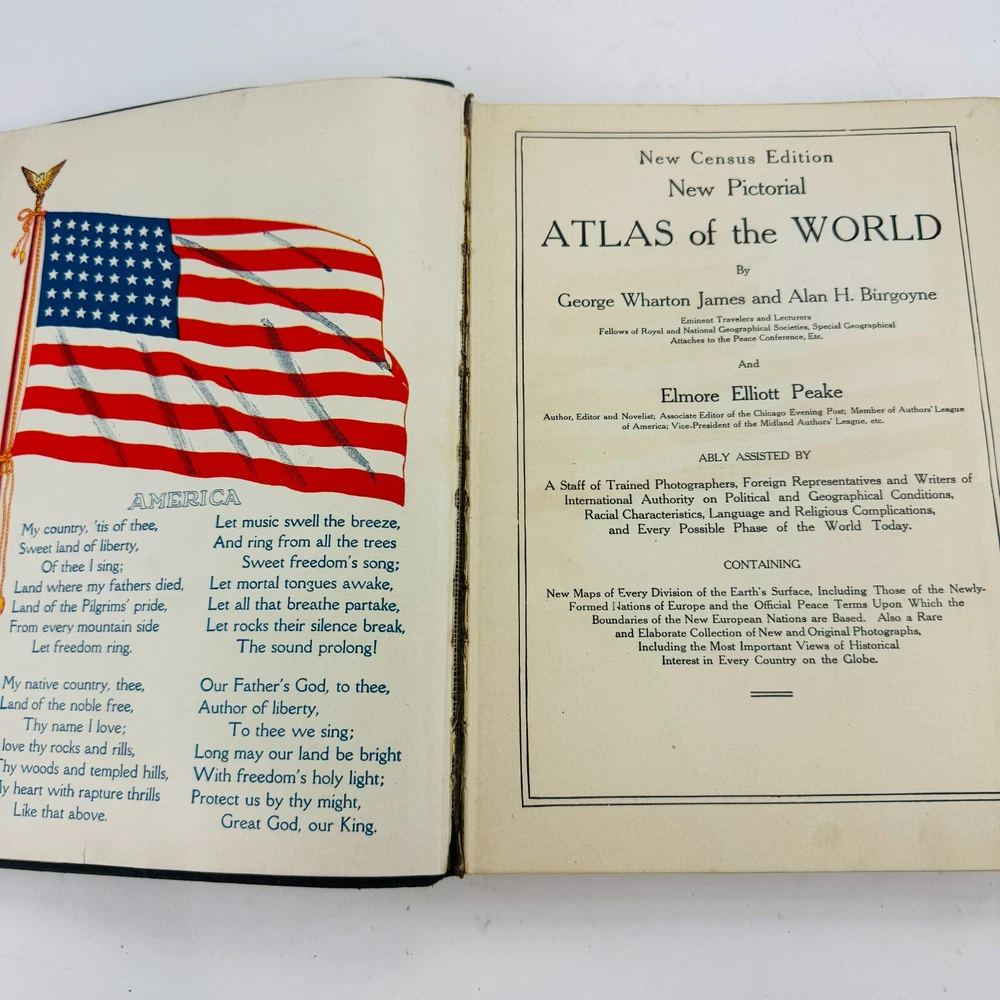 AMERICA
My country, 'tis of thee,
Sweet land of liberty,
Of thee I sing;
Land where my fathers died,
Land of the Pilgrims' pride,
From every mountain side
Let freedom ring.
My native country, thee,
Land of the noble free,
Thy name I love;
love thy rocks and rills,
Thy woods and templed hills,
My heart with rapture thrills
Like that above.
Let music swell the breeze,
And ring from all the trees
Sweet freedom's song;
Let mortal tongues awake,
Let all that breathe partake,
Let rocks their silence break,
The sound prolong!
Our Father's God, to thee,
Author of liberty,
To thee we sing;
Long may our land be bright
With freedom's holy light;
Protect us by thy might,
Great God, our King.
New Census Edition
New Pictorial
ATLAS of the WORLD
By
George Wharton James and Alan H. Burgoyne
Eminent Travelers and Lecturers
Fellows of Royal and National Geographical Societies, Special Geographical
Attaches to the Peace Conference, Etc.
And
Elmore Elliott Peake
Author, Editor and Novelist; Associate Editor of the Chicago Evening Post; Member of Authors' League
of America; Vice-President of the Midland Authors' League, etc.
ABLY ASSISTED BY
A Staff of Trained Photographers, Foreign Representatives and Writers of
International Authority on Political and Geographical Conditions,
Racial Characteristics, Language and Religious Complications,
and Every Possible Phase of the World Today.
CONTAINING
New Maps of Every Division of the Earth's Surface, Including Those of the Newly-
Formed Nations of Europe and the Official Peace Terms Upon Which the
Boundaries of the New European Nations are Based. Also a Rare
and Elaborate Collection of New and Original Photographs,
Including the Most Important Views of Historical
Interest in Every Country on the Globe.